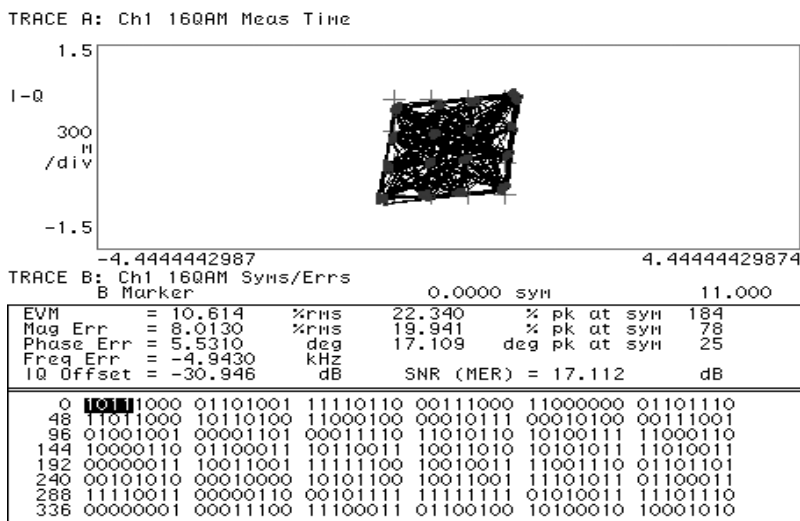 TRACE A: Ch1 16QAM Meas Time
1.5
I-Q
300
M
/div
-1.5
-4.4444442987 4.44444429874
TRACE B: Ch1 16QAM Syms/Errs
B Marker 0.0000 sym 11.000
EVM = 10.614 %rms 22.340 % pk at sym 184
Mag Err = 8.0130 %rms 19.941 % pk at sym 78
Phase Err = 5.5310 deg 17.109 deg pk at sym 25
Freq Err = -4.9430 kHz
IQ Offset = -30.946 dB SNR (MER) = 17.112 dB
0 10111000 01101001 11110110 00111000 11000000 01101110
48 11011000 10110100 11000100 00010111 00010100 00111001
96 01001001 00001101 00011110 11010110 10100111 11000110
144 10000110 01100011 10110011 10010110 10101011 11010011
192 00000011 10011001 11111100 10010011 11001110 01101101
240 00101010 00010000 10101100 10010011 11001011 01100011
288 11110011 00000110 00101111 11111111 01010011 11101110
336 00000001 00011100 11100011 01100100 10100010 10001010